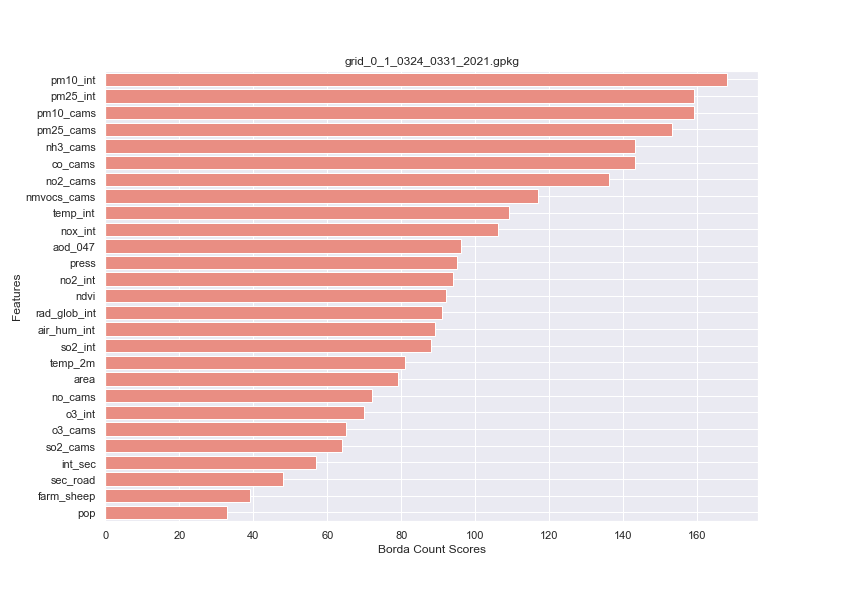 grid_0_1_0324_0331_2021.gpkg
pm10_int
pm25_int
pm10_cams
pm25_cams
nh3_cams
co_cams
no2_cams
nmvocs_cams
temp_int
nox_int
aod_047
press
no2_int
ndvi
rad_glob_int
air_hum_int
so2_int
temp_2m
area
no_cams
o3_int
o3_cams
so2_cams
int_sec
sec_road
farm_sheep
pop
Features
0 20 40 60 80 100 120 140 160
Borda Count Scores